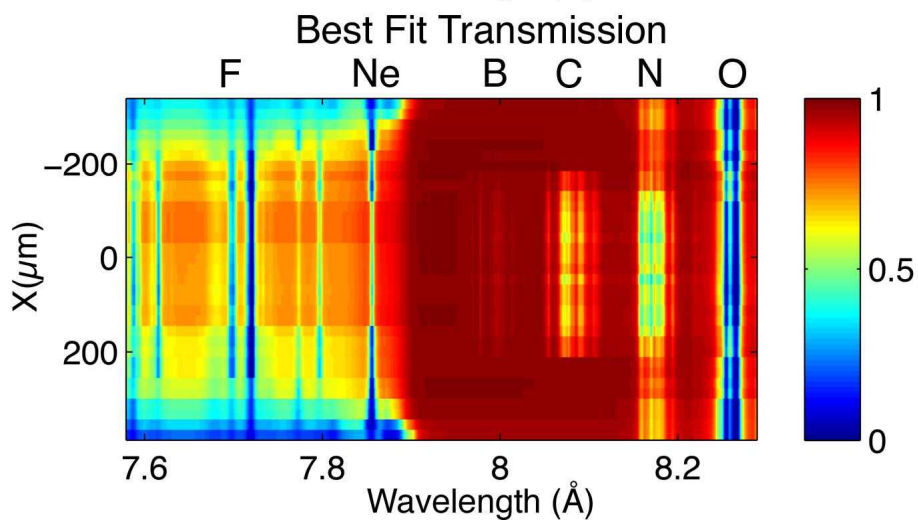 Best Fit Transmission
F Ne B C N O
−200
0
200
X(μm)
7.6 7.8 8 8.2
Wavelength (Å)
1
0.5
0